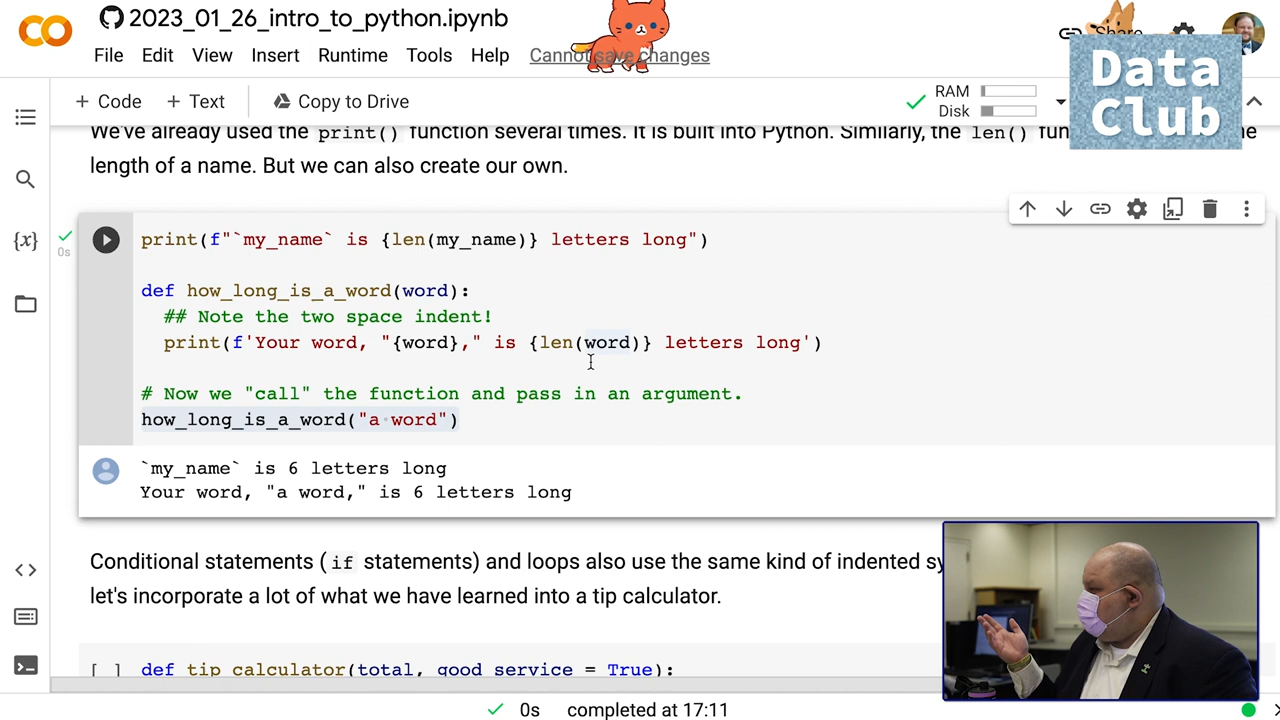 2023_01_26_intro_to_python.ipynb
File Edit View Insert Runtime Tools Help Cannot save changes
Share
Data
Club
+ Code + Text Copy to Drive
RAM
Disk
We've already used the print() function several times. It is built into Python. Similarly, the len()
length of a name. But we can also create our own.
{x}
0s
print(f"`my_name` is {len(my_name)} letters long")
def how_long_is_a_word(word):
## Note the two space indent!
print(f'Your word, "{word}," is {len(word)} letters long')
# Now we "call" the function and pass in an argument.
how_long_is_a_word("a word")
`my_name` is 6 letters long
Your word, "a word," is 6 letters long
Conditional statements (if statements) and loops also use the same kind of indented
let's incorporate a lot of what we have learned into a tip calculator.
[ ] def tip_calculator(total, good_service = True):
0s completed at 17:11